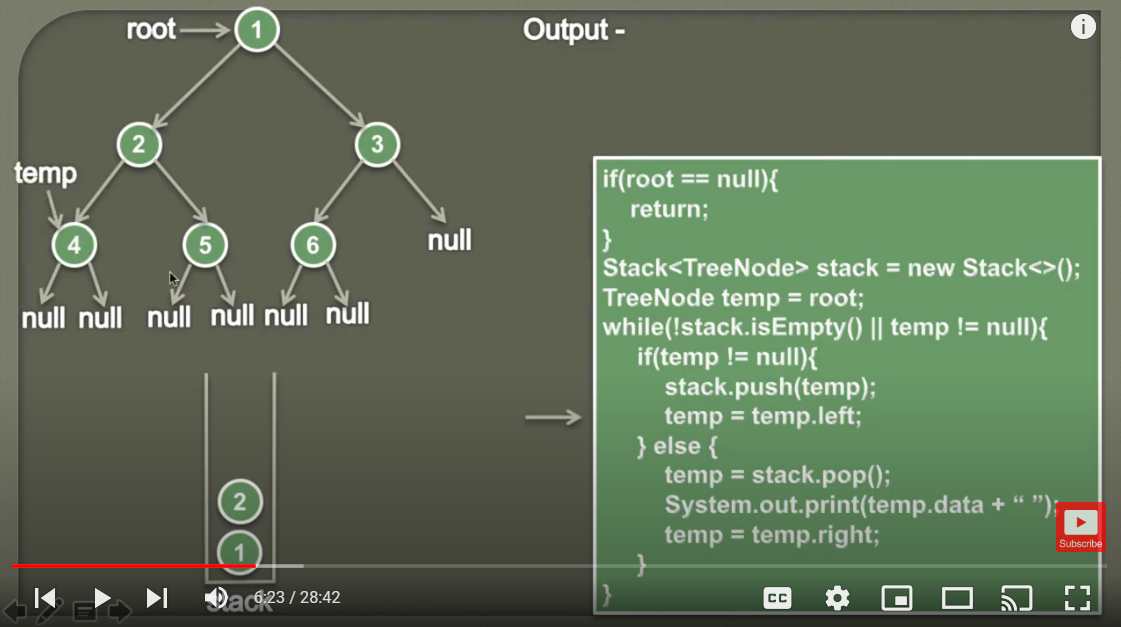 root
1
Output -
2
3
temp
4
5
6
null
null
null
null
null
null
null
if(root == null){
return;
}
Stack<TreeNode> stack = new Stack<>();
TreeNode temp = root;
while(!stack.isEmpty() || temp != null){
if(temp != null){
stack.push(temp);
temp = temp.left;
} else {
temp = stack.pop();
System.out.print(temp.data + “ ”);
temp = temp.right;
}
}
2
1
stack
Subscribe
6:23 / 28:42
CC
i